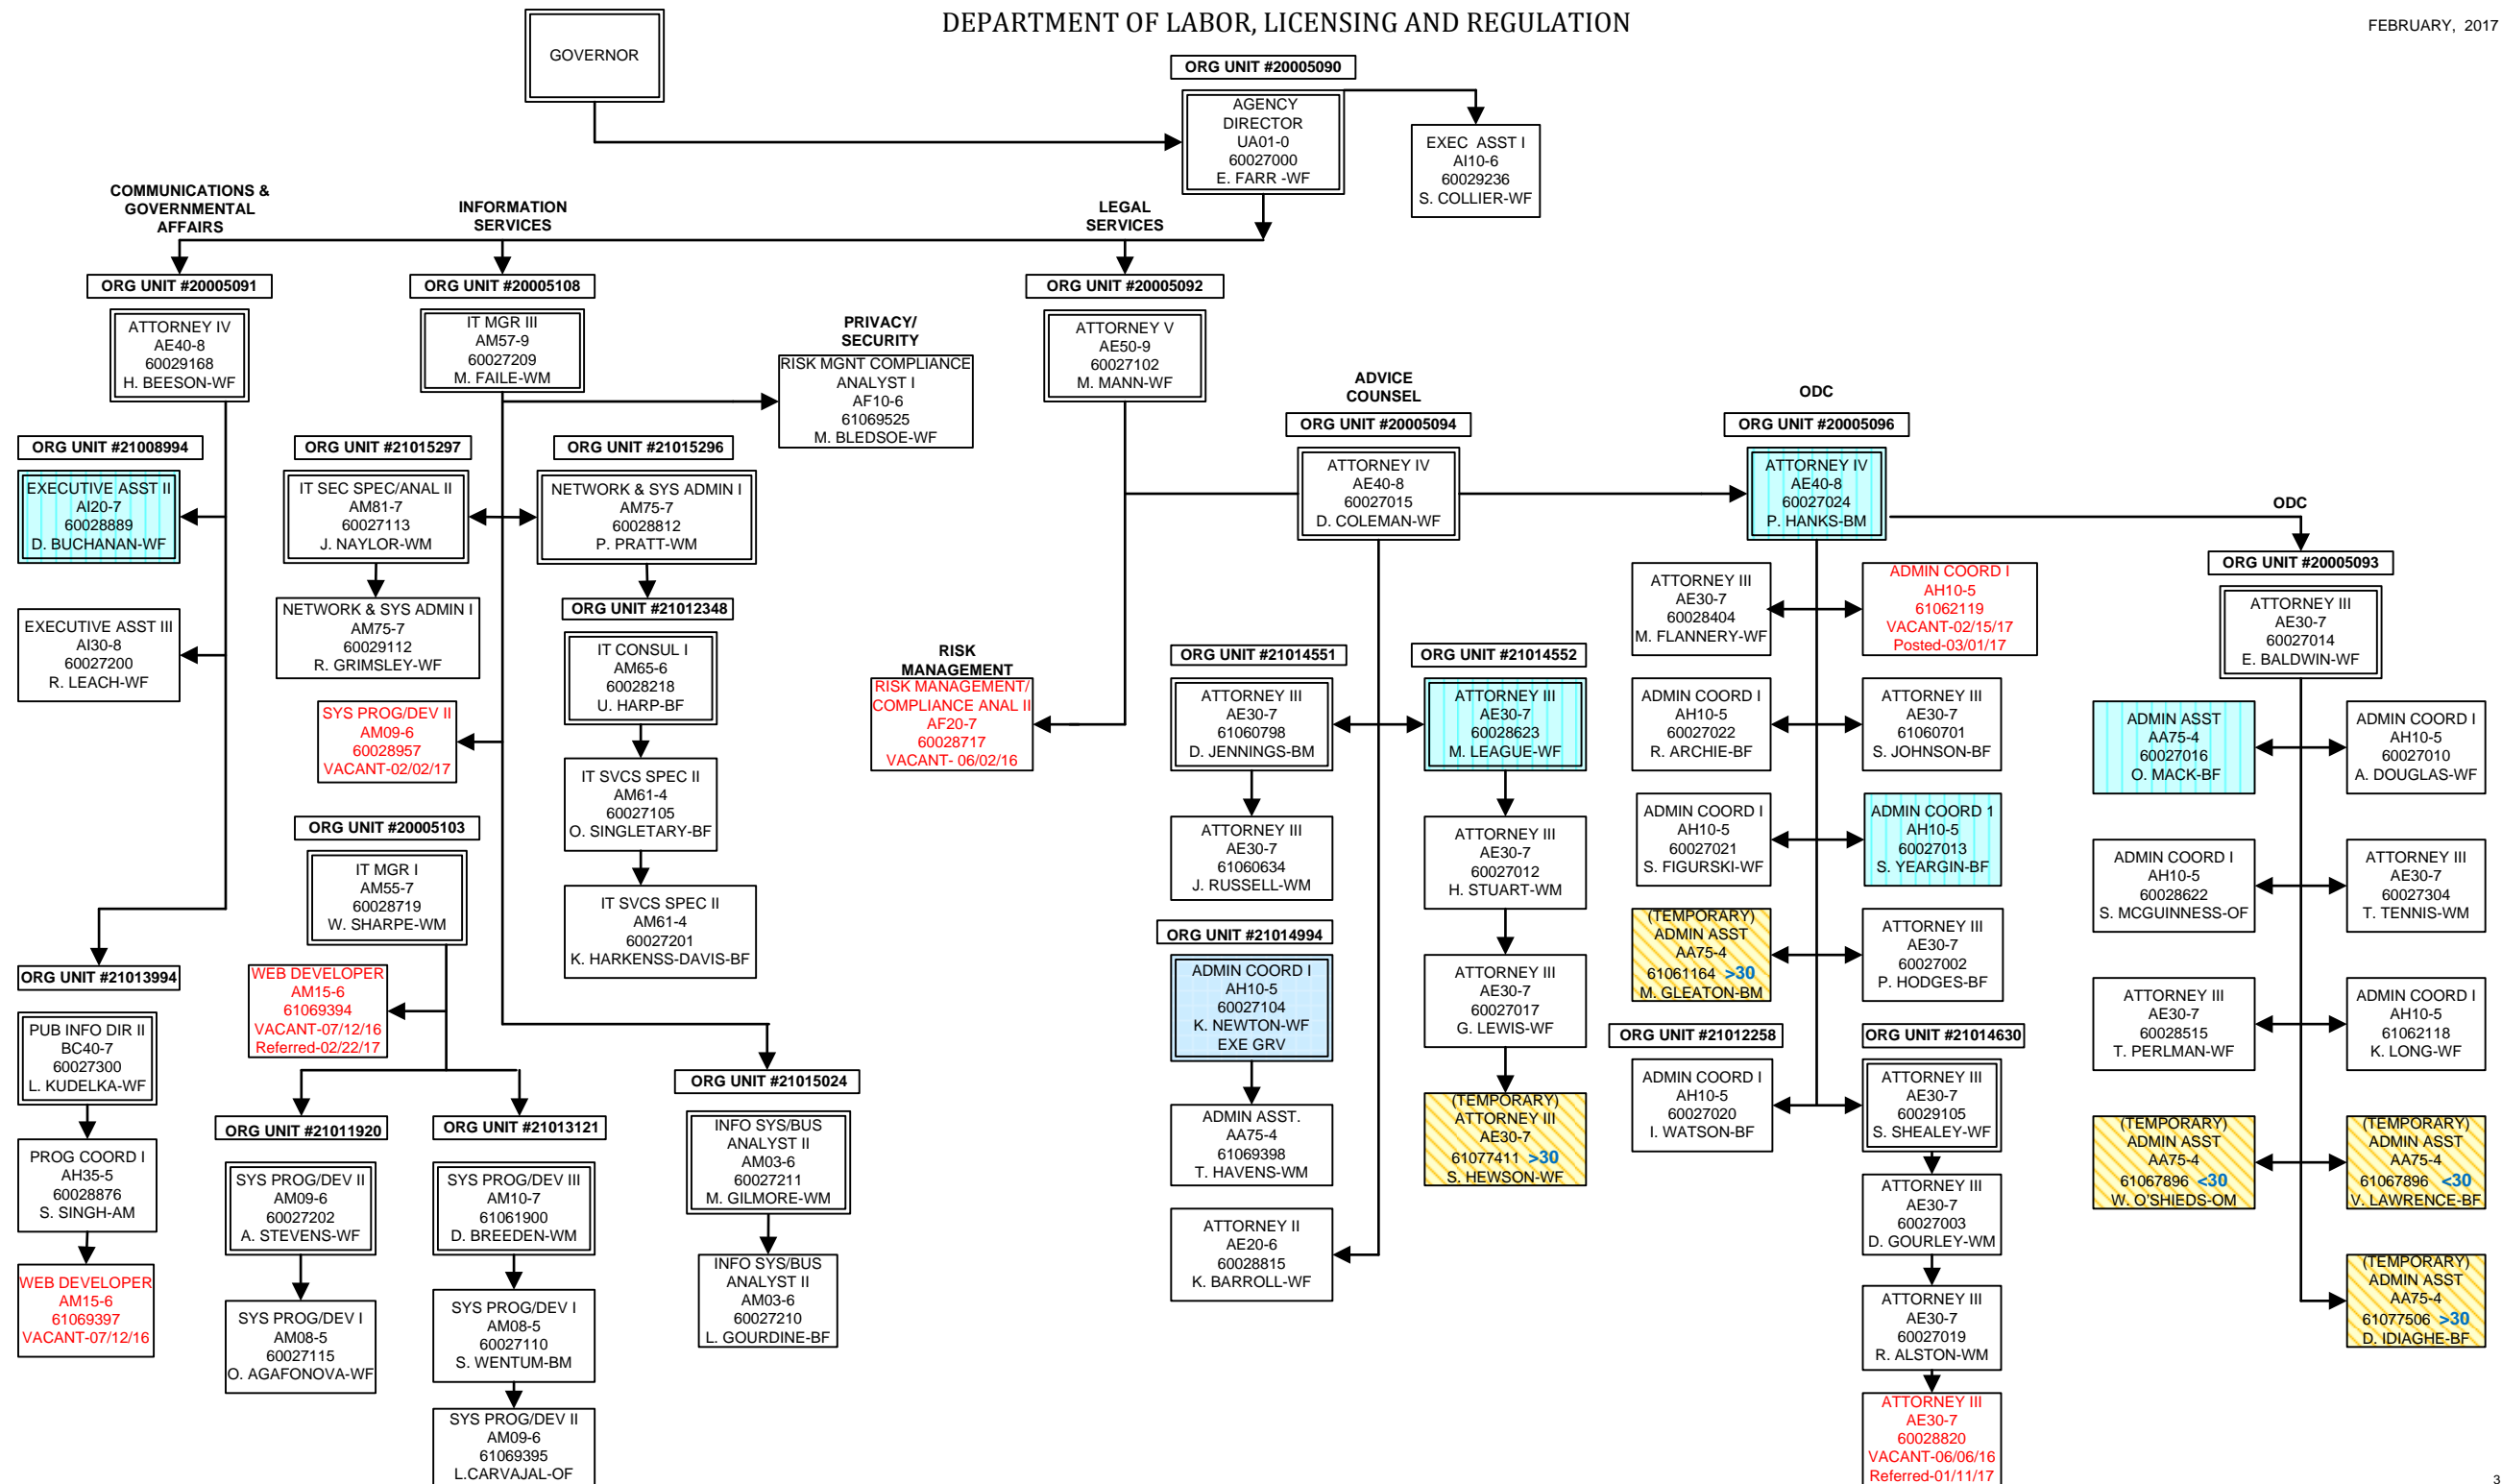 DEPARTMENT OF LABOR, LICENSING AND REGULATION
FEBRUARY, 2017
GOVERNOR
ORG UNIT #20005090
AGENCY
DIRECTOR
UA01-0
60027000
E. FARR -WF
EXEC ASST I
AI10-6
60029236
S. COLLIER-WF
COMMUNICATIONS &
GOVERNMENTAL
AFFAIRS
INFORMATION
SERVICES
LEGAL
SERVICES
ORG UNIT #20005091
ATTORNEY IV
AE40-8
60029168
H. BEESON-WF
ORG UNIT #21008994
EXECUTIVE ASST II
AI20-7
60028889
D. BUCHANAN-WF
EXECUTIVE ASST III
AI30-8
60027200
R. LEACH-WF
ORG UNIT #21013994
PUB INFO DIR II
BC40-7
60027300
L. KUDELKA-WF
PROG COORD I
AH35-5
60028876
S. SINGH-AM
WEB DEVELOPER
AM15-6
61069397
VACANT-07/12/16
ORG UNIT #20005108
IT MGR III
AM57-9
60027209
M. FAILE-WM
PRIVACY/
SECURITY
RISK MGNT COMPLIANCE
ANALYST I
AF10-6
61069525
M. BLEDSOE-WF
ORG UNIT #21015297
IT SEC SPEC/ANAL II
AM81-7
60027113
J. NAYLOR-WM
NETWORK & SYS ADMIN I
AM75-7
60029112
R. GRIMSLEY-WF
ORG UNIT #21015296
NETWORK & SYS ADMIN I
AM75-7
60028812
P. PRATT-WM
ORG UNIT #21012348
IT CONSUL I
AM65-6
60028218
U. HARP-BF
IT SVCS SPEC II
AM61-4
60027105
O. SINGLETARY-BF
IT SVCS SPEC II
AM61-4
60027201
K. HARKENSS-DAVIS-BF
SYS PROG/DEV II
AM09-6
60028957
VACANT-02/02/17
ORG UNIT #20005103
IT MGR I
AM55-7
60028719
W. SHARPE-WM
WEB DEVELOPER
AM15-6
61069394
VACANT-07/12/16
Referred-02/22/17
ORG UNIT #21011920
SYS PROG/DEV II
AM09-6
60027202
A. STEVENS-WF
SYS PROG/DEV I
AM08-5
60027115
O. AGAFONOVA-WF
ORG UNIT #21013121
SYS PROG/DEV III
AM10-7
61061900
D. BREEDEN-WM
SYS PROG/DEV I
AM08-5
60027110
S. WENTUM-BM
SYS PROG/DEV II
AM09-6
61069395
L.CARVAJAL-OF
ORG UNIT #21015024
INFO SYS/BUS
ANALYST II
AM03-6
60027211
M. GILMORE-WM
INFO SYS/BUS
ANALYST II
AM03-6
60027210
L. GOURDINE-BF
ORG UNIT #20005092
ATTORNEY V
AE50-9
60027102
M. MANN-WF
RISK
MANAGEMENT
RISK MANAGEMENT/
COMPLIANCE ANAL II
AF20-7
60028717
VACANT- 06/02/16
ADVICE
COUNSEL
ORG UNIT #20005094
ATTORNEY IV
AE40-8
60027015
D. COLEMAN-WF
ORG UNIT #21014551
ATTORNEY III
AE30-7
61060798
D. JENNINGS-BM
ATTORNEY III
AE30-7
61060634
J. RUSSELL-WM
ORG UNIT #21014994
ADMIN COORD I
AH10-5
60027104
K. NEWTON-WF
EXE GRV
ADMIN ASST.
AA75-4
61069398
T. HAVENS-WM
ATTORNEY II
AE20-6
60028815
K. BARROLL-WF
ORG UNIT #21014552
ATTORNEY III
AE30-7
60028623
M. LEAGUE-WF
ATTORNEY III
AE30-7
60027012
H. STUART-WM
ATTORNEY III
AE30-7
60027017
G. LEWIS-WF
(TEMPORARY)
ATTORNEY III
AE30-7
61077411 >30
S. HEWSON-WF
ODC
ORG UNIT #20005096
ATTORNEY IV
AE40-8
60027024
P. HANKS-BM
ATTORNEY III
AE30-7
60028404
M. FLANNERY-WF
ADMIN COORD I
AH10-5
61062119
VACANT-02/15/17
Posted-03/01/17
ADMIN COORD I
AH10-5
60027022
R. ARCHIE-BF
ATTORNEY III
AE30-7
61060701
S. JOHNSON-BF
ADMIN COORD I
AH10-5
60027021
S. FIGURSKI-WF
ADMIN COORD 1
AH10-5
60027013
S. YEARGIN-BF
(TEMPORARY)
ADMIN ASST
AA75-4
61061164 >30
M. GLEATON-BM
ATTORNEY III
AE30-7
60027002
P. HODGES-BF
ORG UNIT #21012258
ADMIN COORD I
AH10-5
60027020
I. WATSON-BF
ORG UNIT #21014630
ATTORNEY III
AE30-7
60029105
S. SHEALEY-WF
ATTORNEY III
AE30-7
60027003
D. GOURLEY-WM
ATTORNEY III
AE30-7
60027019
R. ALSTON-WM
ATTORNEY III
AE30-7
60028820
VACANT-06/06/16
Referred-01/11/17
ODC
ORG UNIT #20005093
ATTORNEY III
AE30-7
60027014
E. BALDWIN-WF
ADMIN ASST
AA75-4
60027016
O. MACK-BF
ADMIN COORD I
AH10-5
60027010
A. DOUGLAS-WF
ADMIN COORD I
AH10-5
60028622
S. MCGUINNESS-OF
ATTORNEY III
AE30-7
60027304
T. TENNIS-WM
ATTORNEY III
AE30-7
60028515
T. PERLMAN-WF
ADMIN COORD I
AH10-5
61062118
K. LONG-WF
(TEMPORARY)
ADMIN ASST
AA75-4
61067896 <30
W. O'SHIEDS-OM
(TEMPORARY)
ADMIN ASST
AA75-4
61067896 <30
V. LAWRENCE-BF
(TEMPORARY)
ADMIN ASST
AA75-4
61077506 >30
D. IDIAGHE-BF
3